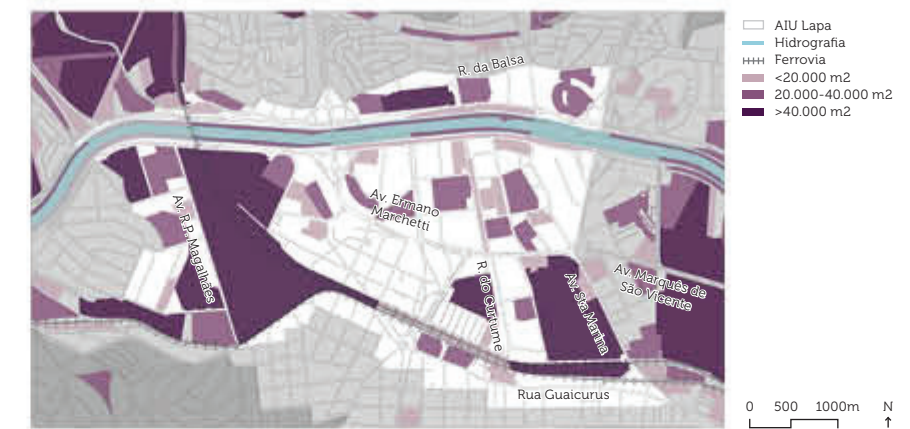 R. da Balsa
Av. Ermano
Marchetti
Av. R.P. Magalhães
R. do Curtume
Av. Sta Marina
Av. Marquês de
São Vicente
Rua Guaicurus
AIU Lapa
Hidrografia
Ferrovia
<20.000 m2
20.000-40.000 m2
>40.000 m2
0 500 1000m N